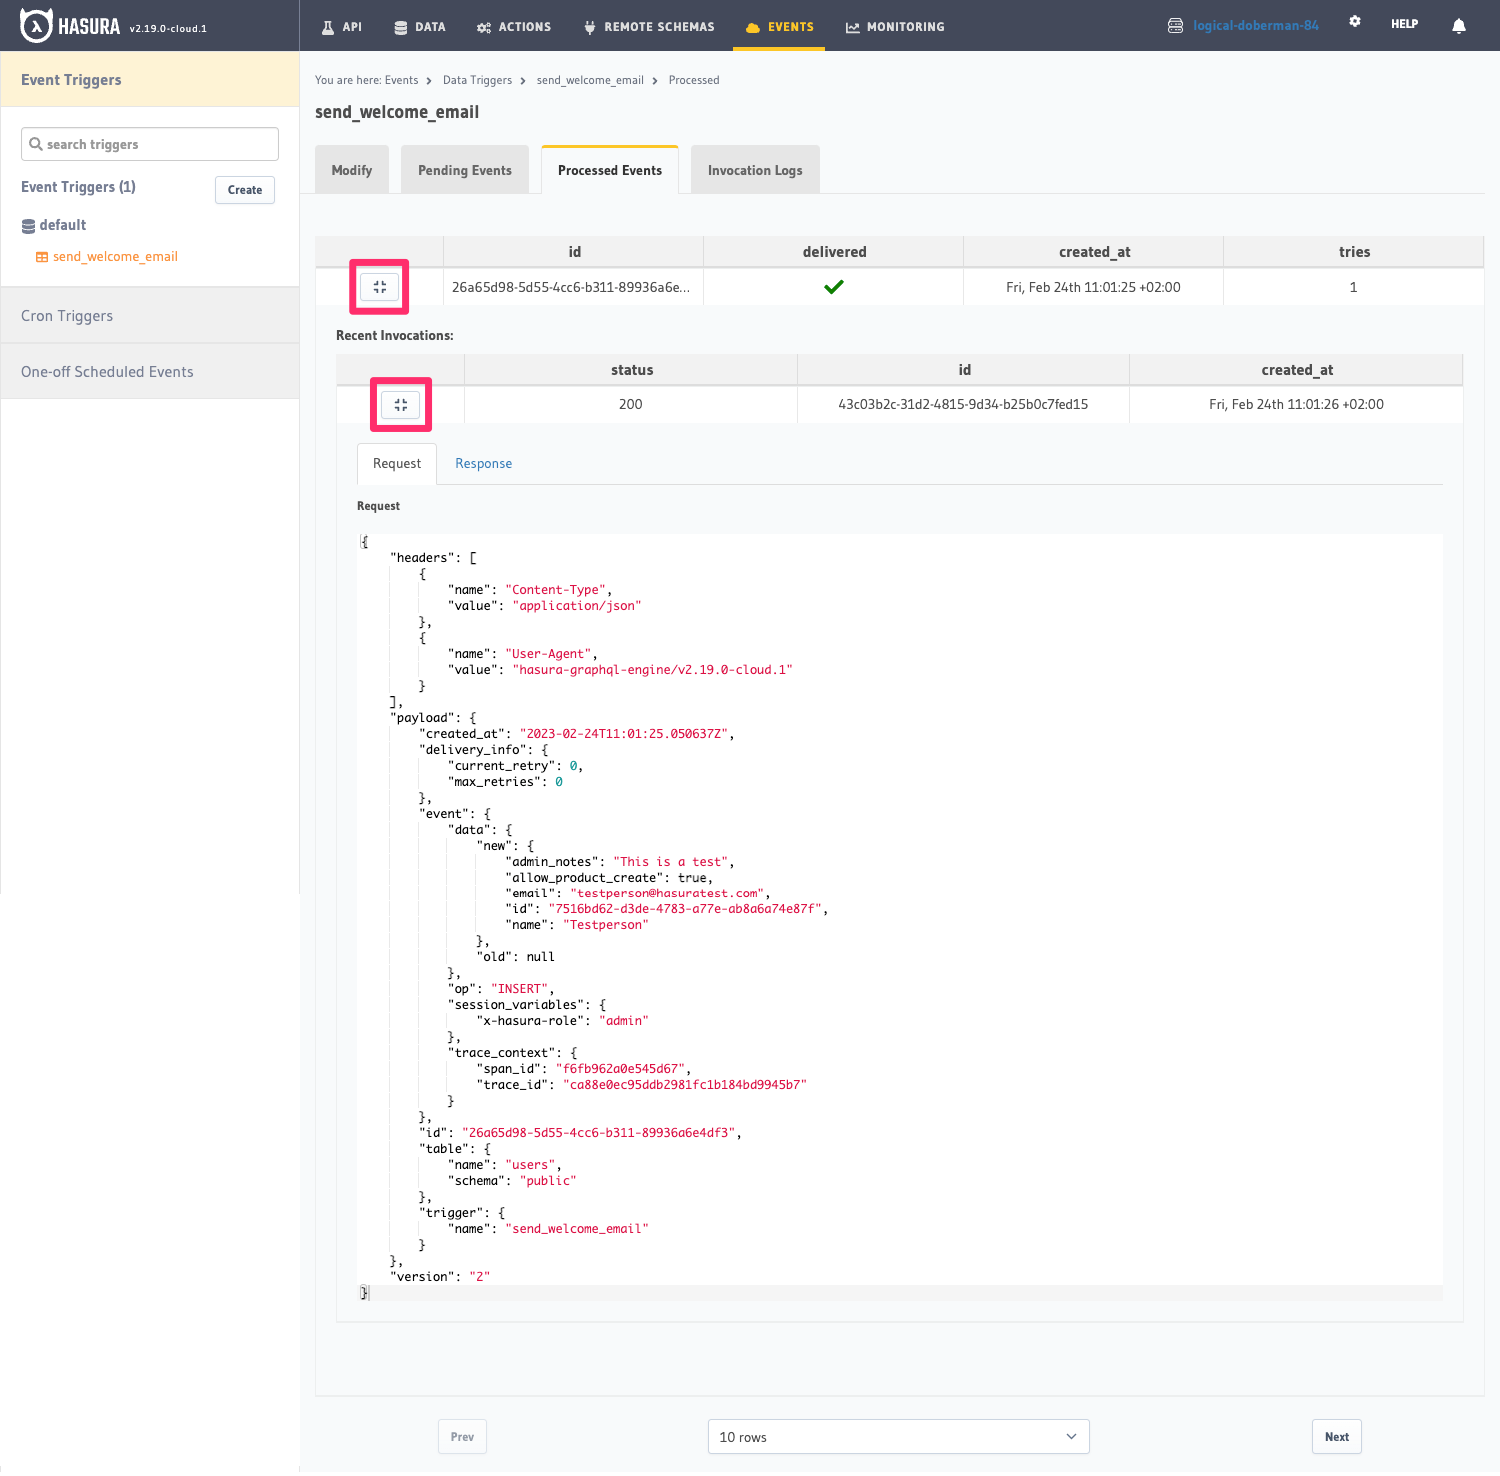 HASURA v2.19.0-cloud.1 API DATA ACTIONS REMOTE SCHEMAS EVENTS MONITORING logical-doberman-84 HELP
Event Triggers
search triggers
Event Triggers (1) Create
default
send_welcome_email
Cron Triggers
One-off Scheduled Events
You are here: Events > Data Triggers > send_welcome_email > Processed
send_welcome_email
Modify Pending Events Processed Events Invocation Logs
id delivered created_at tries
26a65d98-5d55-4cc6-b311-89936a6e... Fri, Feb 24th 11:01:25 +02:00 1
Recent Invocations:
status id created_at
200 43c03b2c-31d2-4815-9d34-b25b0c7fed15 Fri, Feb 24th 11:01:26 +02:00
Request Response
Request
{
"headers": [
{
"name": "Content-Type",
"value": "application/json"
},
{
"name": "User-Agent",
"value": "hasura-graphql-engine/v2.19.0-cloud.1"
}
],
"payload": {
"created_at": "2023-02-24T11:01:25.050637Z",
"delivery_info": {
"current_retry": 0,
"max_retries": 0
},
"event": {
"data": {
"new": {
"admin_notes": "This is a test",
"allow_product_create": true,
"email": "testperson@hasuratest.com",
"id": "7516bd62-d3de-4783-a77e-ab8a6a74e87f",
"name": "Testperson"
},
"old": null
},
"op": "INSERT",
"session_variables": {
"x-hasura-role": "admin"
},
"trace_context": {
"span_id": "f6fb962a0e545d67",
"trace_id": "ca88e0ec95ddb2981fc1b184bd9945b7"
}
},
"id": "26a65d98-5d55-4cc6-b311-89936a6e4df3",
"table": {
"name": "users",
"schema": "public"
},
"trigger": {
"name": "send_welcome_email"
}
},
"version": "2"
}
Prev 10 rows Next